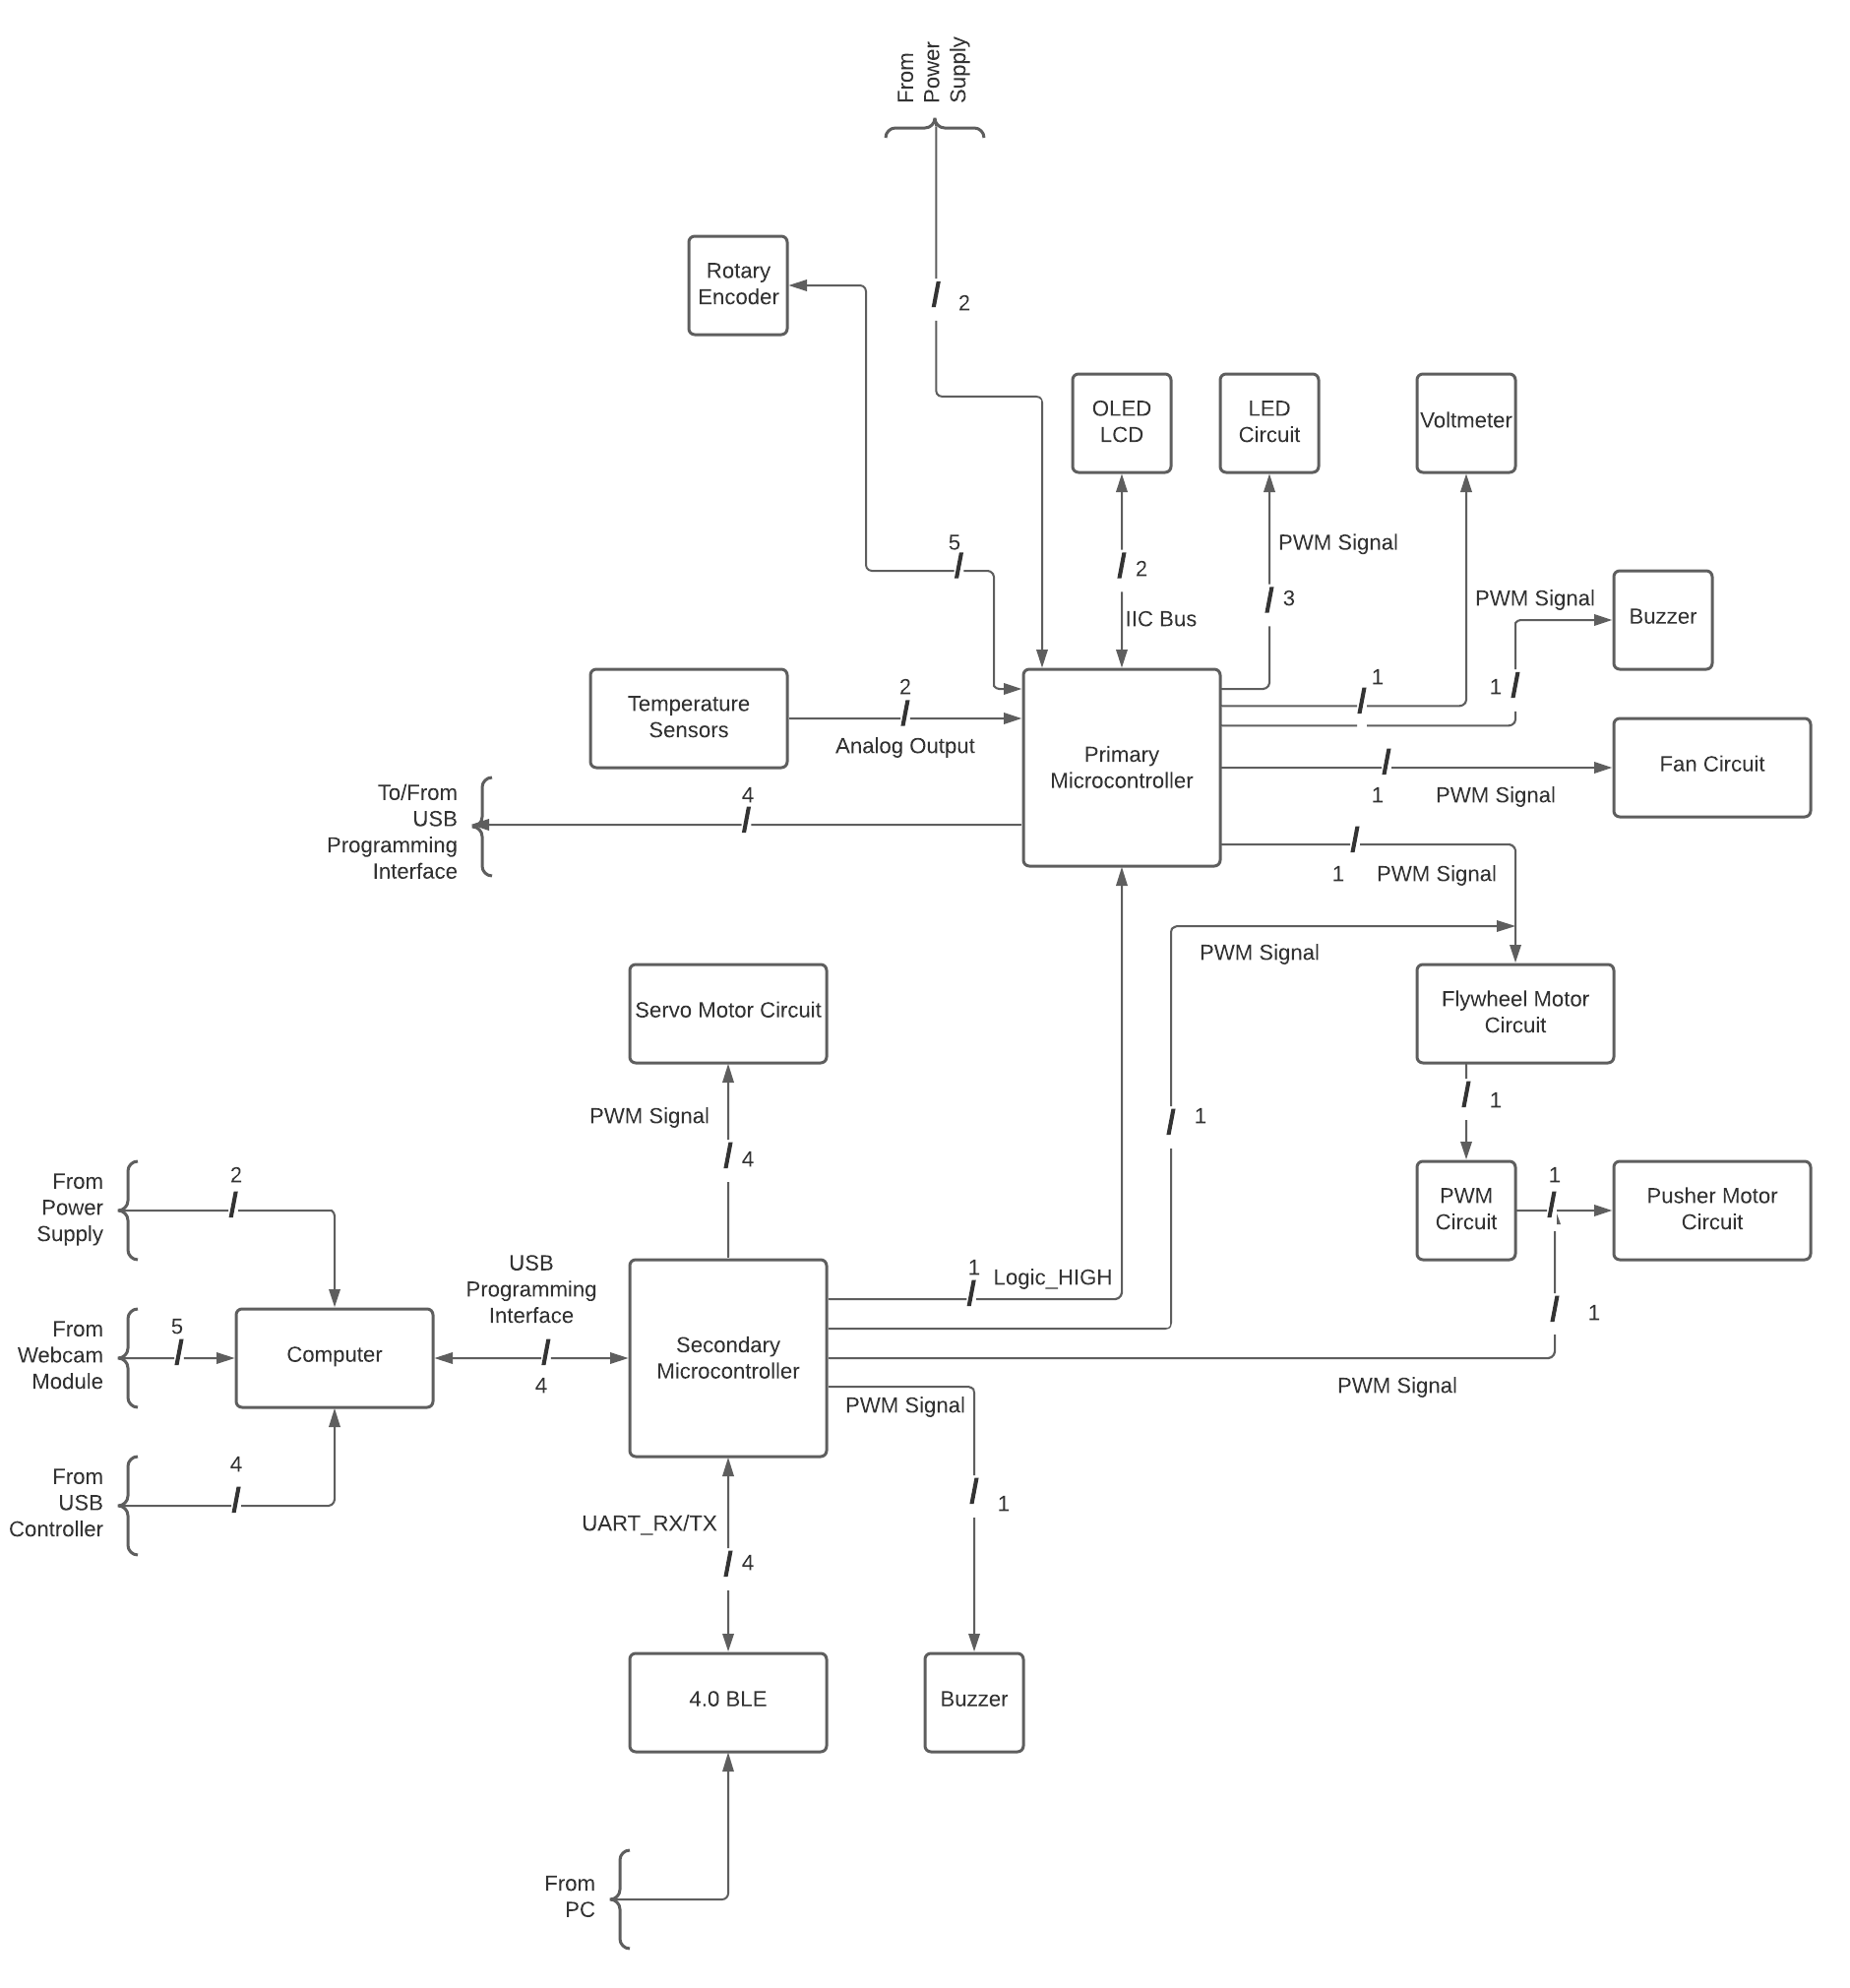 From
Power
Supply
Rotary
Encoder
2
OLED
LCD
LED
Circuit
Voltmeter
5
PWM Signal
2
3
PWM Signal
Buzzer
IIC Bus
Temperature
Sensors
2
Analog Output
1
1
Primary
Microcontroller
Fan Circuit
1
PWM Signal
To/From
USB
Programming
Interface
4
1
PWM Signal
PWM Signal
Servo Motor Circuit
Flywheel Motor
Circuit
PWM Signal
4
1
1
From
Power
Supply
2
PWM
Circuit
1
Pusher Motor
Circuit
USB
Programming
Interface
4
1
Logic_HIGH
1
From
Webcam
Module
5
Computer
Secondary
Microcontroller
PWM Signal
PWM Signal
From
USB
Controller
4
1
UART_RX/TX
4
4.0 BLE
Buzzer
From
PC